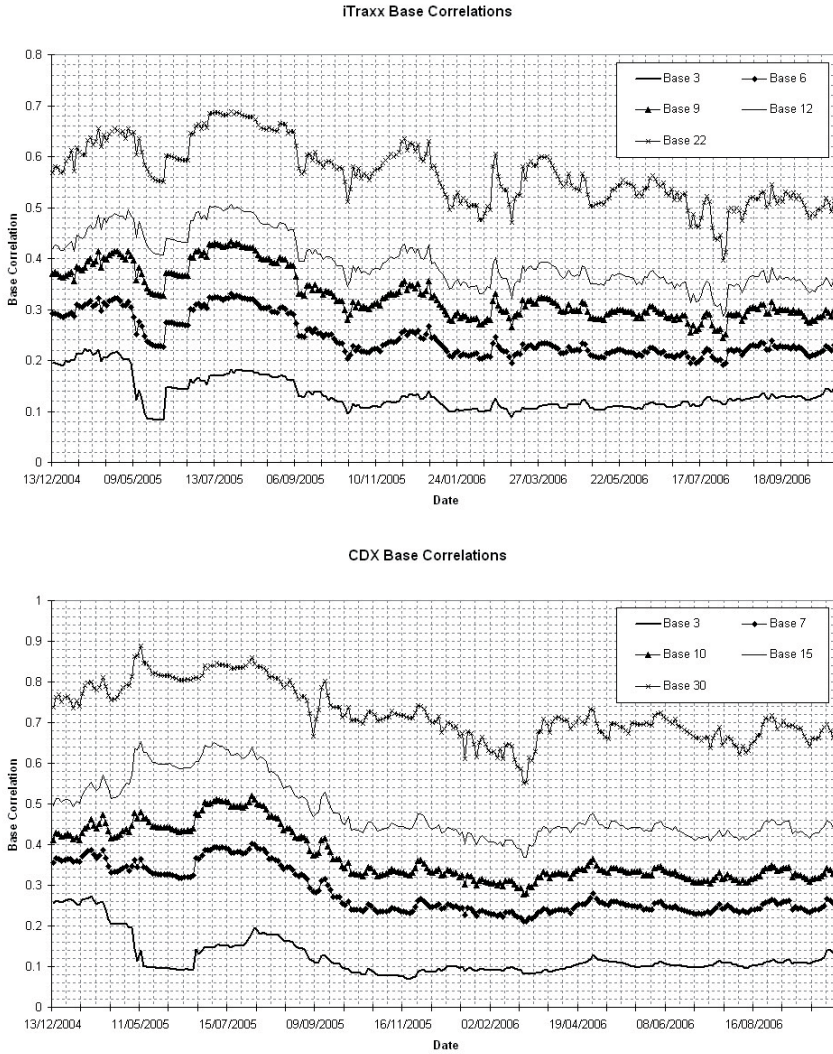 iTraxx Base Correlations
0.8
0.7
0.6
0.5
0.4
0.3
0.2
0.1
0
Base Correlation
Base 3
Base 6
Base 9
Base 12
Base 22
13/12/2004 09/05/2005 13/07/2005 06/09/2005 10/11/2005 24/01/2006 27/03/2006 22/05/2006 17/07/2006 18/09/2006
Date
CDX Base Correlations
1
0.9
0.8
0.7
0.6
0.5
0.4
0.3
0.2
0.1
0
Base Correlation
Base 3
Base 7
Base 10
Base 15
Base 30
13/12/2004 11/05/2005 15/07/2005 09/09/2005 16/11/2005 02/02/2006 19/04/2006 08/06/2006 16/08/2006
Date